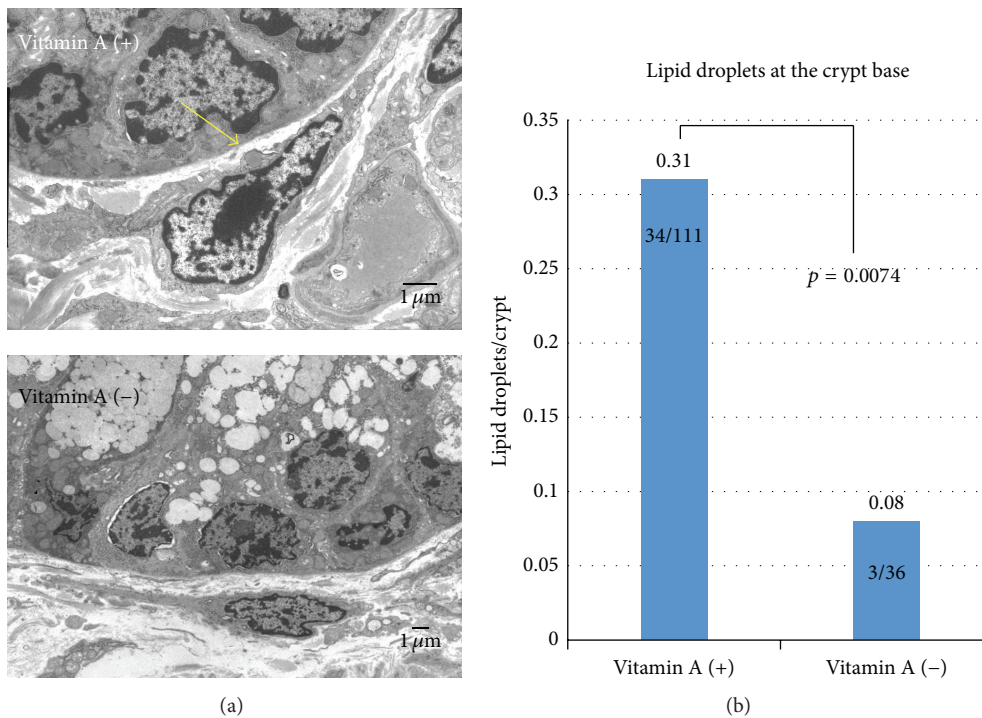 Vitamin A (+)
1 μm
Vitamin A (−)
1 μm
(a)
Lipid droplets at the crypt base
Lipid droplets/crypt
0.35
0.3
0.25
0.2
0.15
0.1
0.05
0
0.31
34/111
p = 0.0074
0.08
3/36
Vitamin A (+)
Vitamin A (−)
(b)